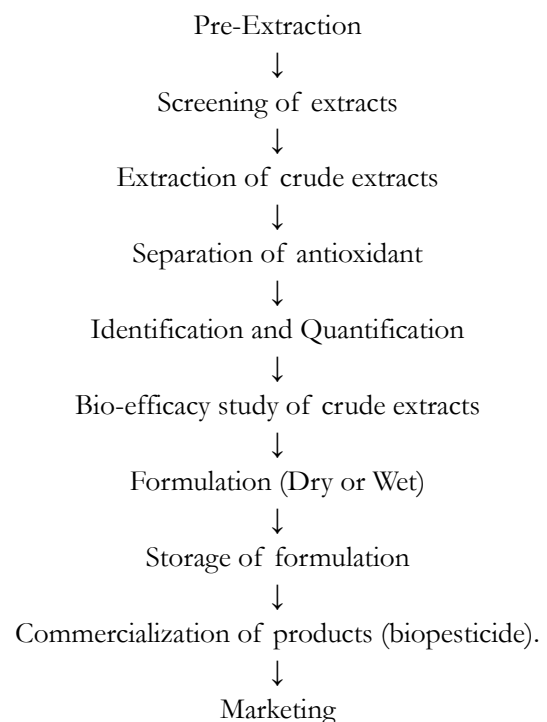 Pre-Extraction
↓
Screening of extracts
↓
Extraction of crude extracts
↓
Separation of antioxidant
↓
Identification and Quantification
↓
Bio-efficacy study of crude extracts
↓
Formulation (Dry or Wet)
↓
Storage of formulation
↓
Commercialization of products (biopesticide).
↓
Marketing